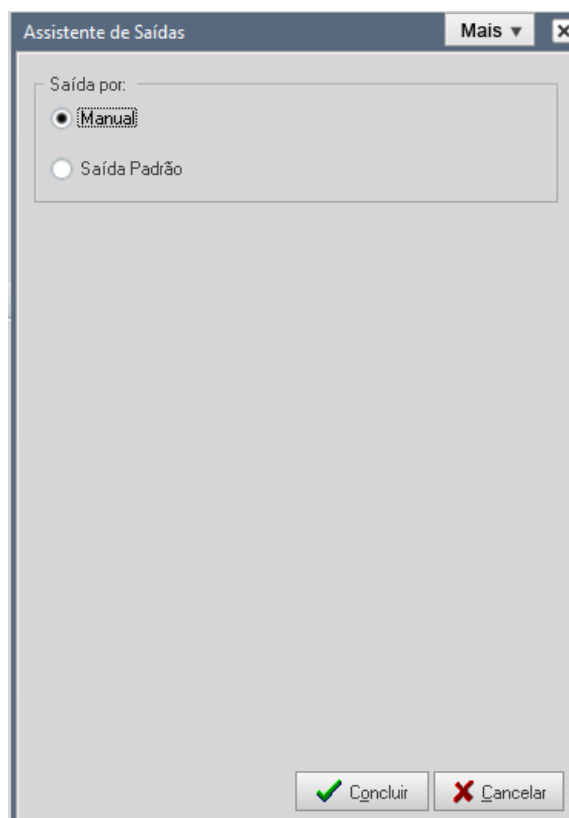 Assistente de Saídas Mais ▼
Saída por:
Manual
Saída Padrão
Concluir Cancelar